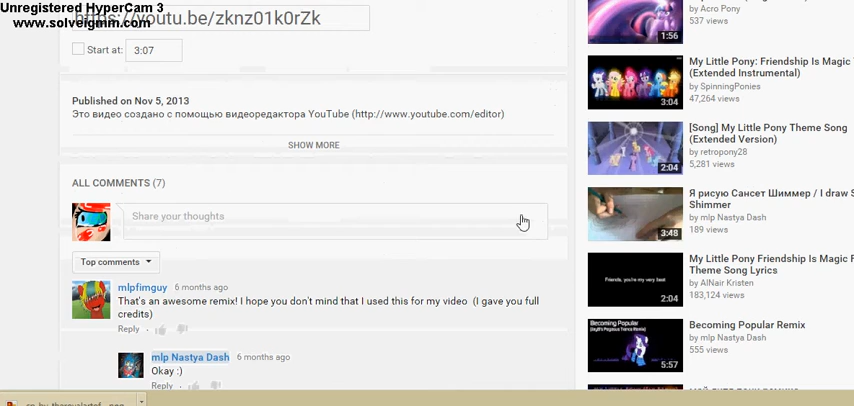 Unregistered HyperCam 3
www.solveigmm.com
https://youtu.be/zknz01k0rZk
Start at: 3:07
Published on Nov 5, 2013
Это видео создано с помощью видеоредактора YouTube (http://www.youtube.com/editor)
SHOW MORE
ALL COMMENTS (7)
Share your thoughts
Top comments
mlpfimguy 6 months ago
That's an awesome remix! I hope you don't mind that I used this for my video (I gave you full
credits)
Reply
mlp Nastya Dash 6 months ago
Okay :)
Reply
by Acro Pony
537 views
1:56
My Little Pony: Friendship Is Magic
(Extended Instrumental)
by SpinningPonies
47,264 views
3:04
[Song] My Little Pony Theme Song
(Extended Version)
by retropony28
5,281 views
2:04
Я рисую Сансет Шиммер / I draw S
Shimmer
by mlp Nastya Dash
189 views
3:48
My Little Pony Friendship Is Magic F
Theme Song Lyrics
by AlNair Kristen
183,124 views
Friends, you're my very best
2:04
Becoming Popular Remix
by mlp Nastya Dash
555 views
Becoming Popular
5:57